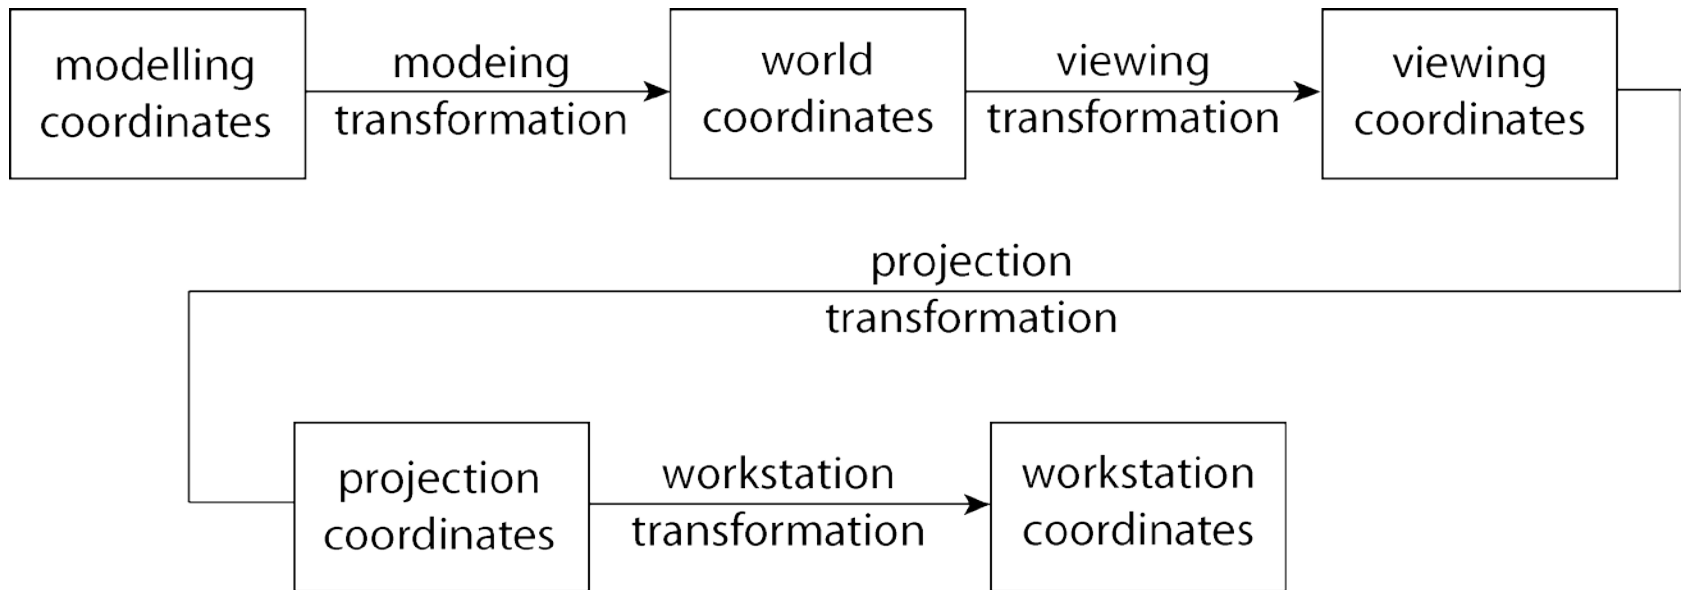 modelling
coordinates
modeing
transformation
world
coordinates
viewing
transformation
viewing
coordinates
projection
transformation
projection
coordinates
workstation
transformation
workstation
coordinates